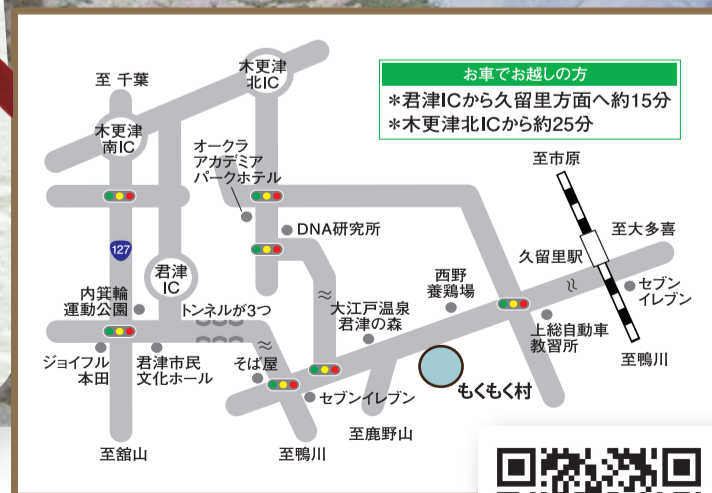 お車でお越しの方
＊君津ICから久留里方面へ約15分
＊木更津北ICから約25分
至 千葉
木更津
北IC
木更津
南IC
オークラ
アカデミア
パークホテル
DNA研究所
127
君津
IC
内箕輪
運動公園
トンネルが3つ
ジョイフル
本田
君津市民
文化ホール
そば屋
大江戸温泉
君津の森
西野
養鶏場
至市原
至大多喜
久留里駅
セブン
イレブン
上総自動車
教習所
至鴨川
もくもく村
セブンイレブン
至鹿野山
至舘山
至鴨川